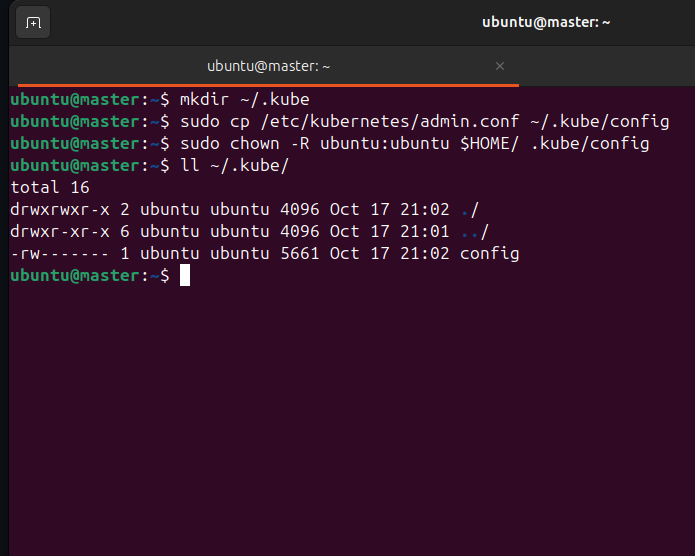 ubuntu@master: ~
ubuntu@master: ~ ×
ubuntu@master:~$ mkdir ~/.kube
ubuntu@master:~$ sudo cp /etc/kubernetes/admin.conf ~/.kube/config
ubuntu@master:~$ sudo chown -R ubuntu:ubuntu $HOME/ .kube/config
ubuntu@master:~$ ll ~/.kube/
total 16
drwxrwxr-x 2 ubuntu ubuntu 4096 Oct 17 21:02 ./
drwxr-xr-x 6 ubuntu ubuntu 4096 Oct 17 21:01 ../
-rw------- 1 ubuntu ubuntu 5661 Oct 17 21:02 config
ubuntu@master:~$